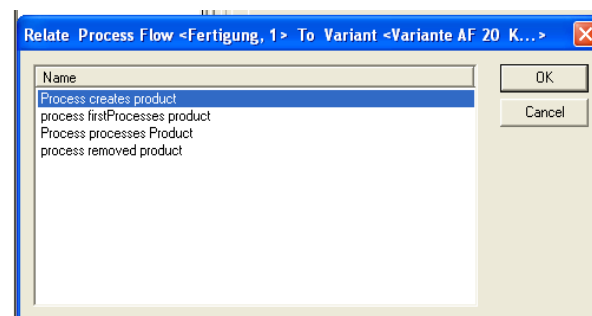 Relate Process Flow <Fertigung, 1> To Variant <Variante AF 20 K...>
Name
OK
Process creates product
Cancel
process firstProcesses product
Process processes Product
process removed product